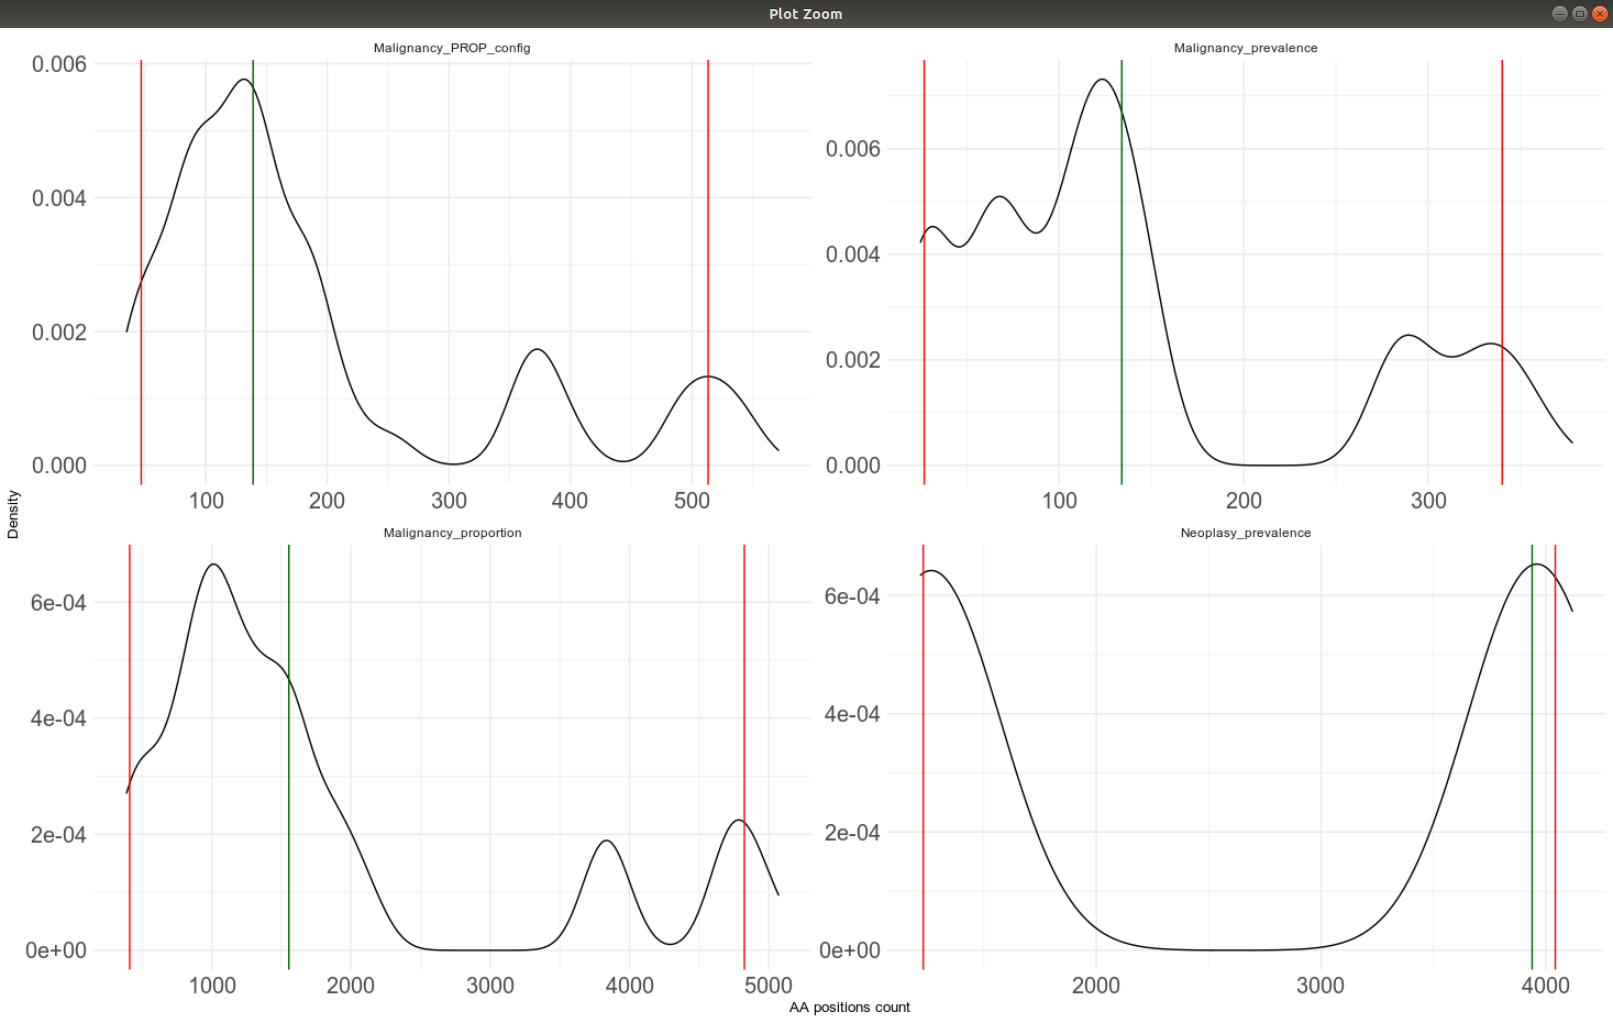 Plot Zoom
Malignancy_PROP_config
Malignancy_prevalence
0.006
0.004
0.002
0.000
100 200 300 400 500
0.006
0.004
0.002
0.000
100 200 300
Density
Malignancy_proportion
Neoplasy_prevalence
6e-04
4e-04
2e-04
0e+00
1000 2000 3000 4000 5000
6e-04
4e-04
2e-04
0e+00
2000 3000 4000
AA positions count